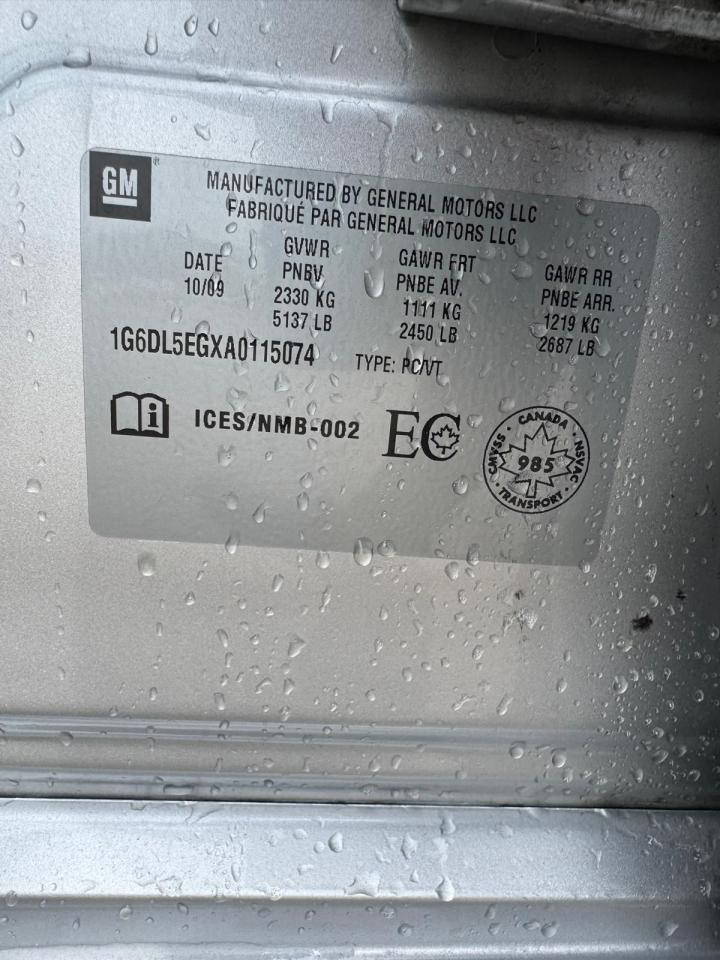 GM
MANUFACTURED BY GENERAL MOTORS LLC
FABRIQUÉ PAR GENERAL MOTORS LLC
DATE GVWR GAWR FRT GAWR RR
10/09 PNBV PNBE AV. PNBE ARR.
2330 KG 1111 KG 1219 KG
5137 LB 2450 LB 2687 LB
1G6DL5EGXA0115074 TYPE: PC/VT
i ICES/NMB-002 EC
CANADA
CMVSS 985 NSVAC
TRANSPORT